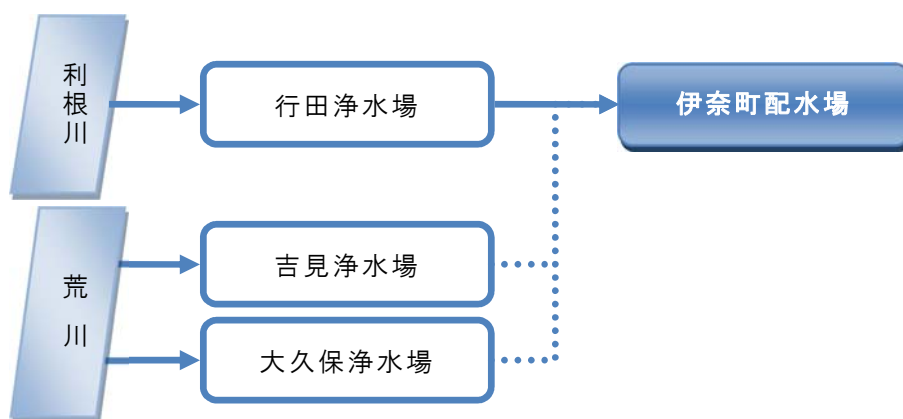 利根川
行田浄水場
伊奈町配水場
荒川
吉見浄水場
大久保浄水場